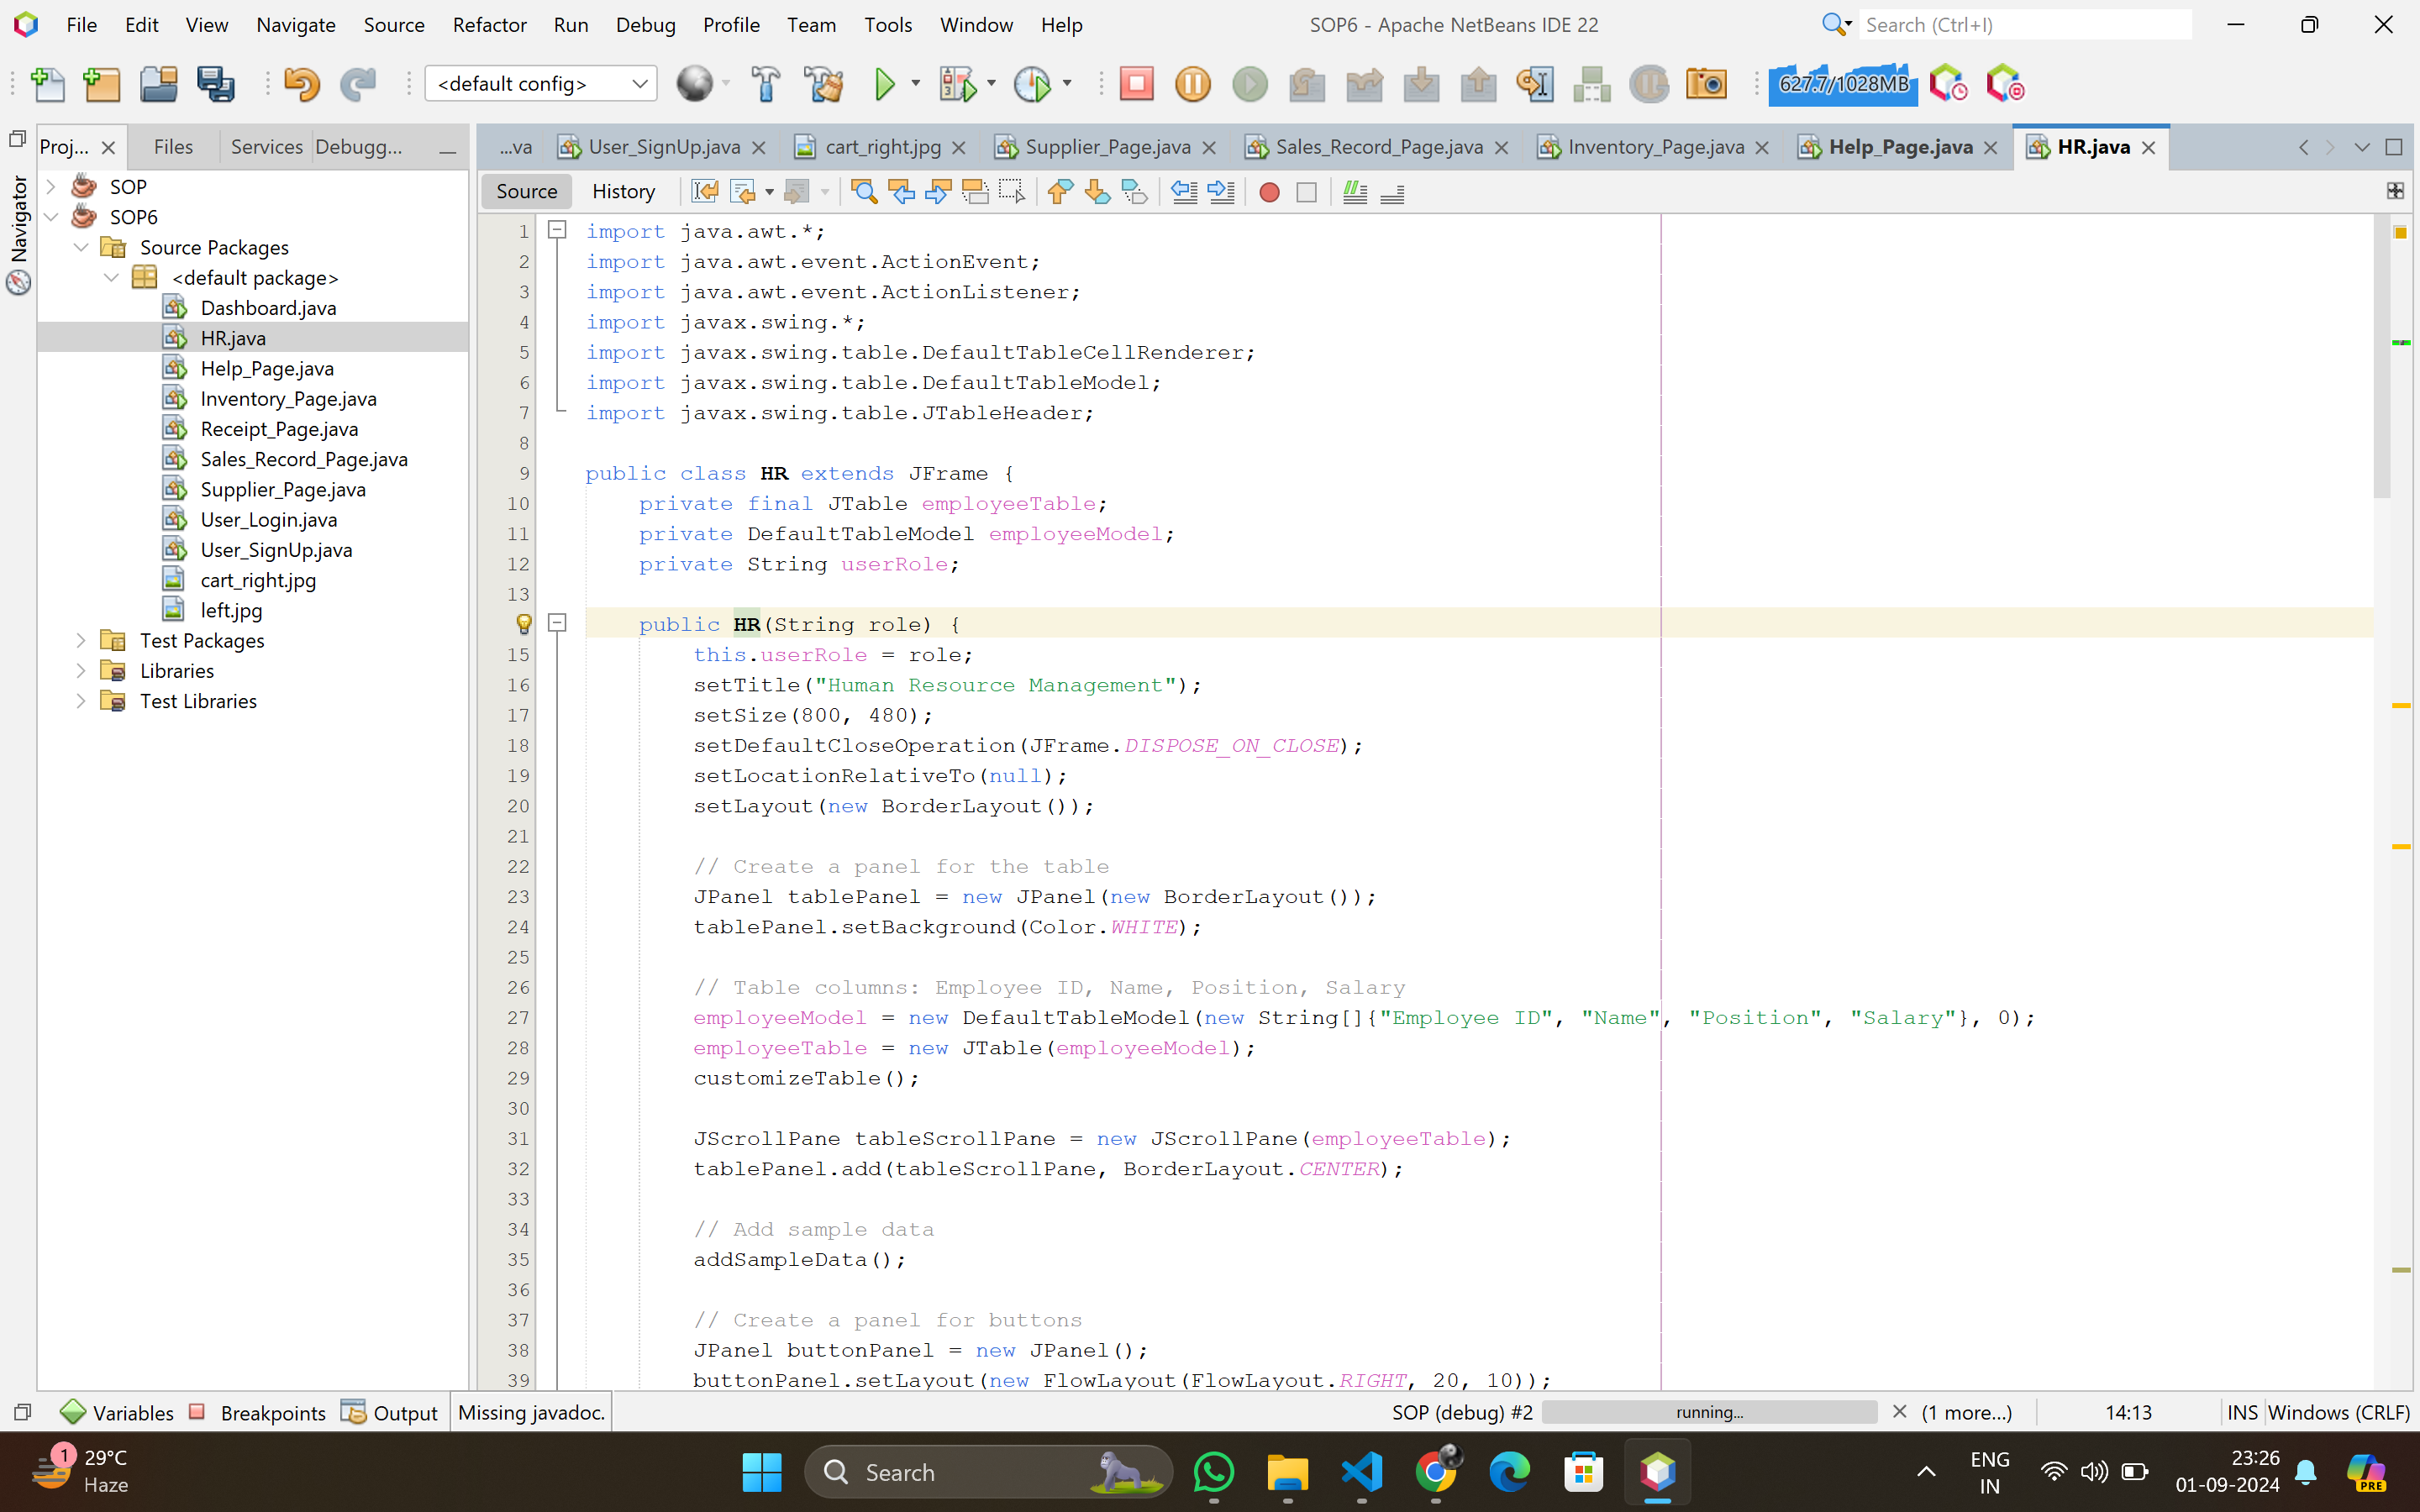 File Edit View Navigate Source Refactor Run Debug Profile Team Tools Window Help SOP6 - Apache NetBeans IDE 22 Search (Ctrl+I)
<default config> 627.7/1028MB
Proj... Files Services Debugg... ...va User_SignUp.java cart_right.jpg Supplier_Page.java Sales_Record_Page.java Inventory_Page.java Help_Page.java HR.java
Navigator
SOP
SOP6
Source Packages
<default package>
Dashboard.java
HR.java
Help_Page.java
Inventory_Page.java
Receipt_Page.java
Sales_Record_Page.java
Supplier_Page.java
User_Login.java
User_SignUp.java
cart_right.jpg
left.jpg
Test Packages
Libraries
Test Libraries
Source History
1 import java.awt.*;
2 import java.awt.event.ActionEvent;
3 import java.awt.event.ActionListener;
4 import javax.swing.*;
5 import javax.swing.table.DefaultTableCellRenderer;
6 import javax.swing.table.DefaultTableModel;
7 import javax.swing.table.JTableHeader;
8
9 public class HR extends JFrame {
10 private final JTable employeeTable;
11 private DefaultTableModel employeeModel;
12 private String userRole;
13
public HR(String role) {
15 this.userRole = role;
16 setTitle("Human Resource Management");
17 setSize(800, 480);
18 setDefaultCloseOperation(JFrame.DISPOSE_ON_CLOSE);
19 setLocationRelativeTo(null);
20 setLayout(new BorderLayout());
21
22 // Create a panel for the table
23 JPanel tablePanel = new JPanel(new BorderLayout());
24 tablePanel.setBackground(Color.WHITE);
25
26 // Table columns: Employee ID, Name, Position, Salary
27 employeeModel = new DefaultTableModel(new String[]{"Employee ID", "Name", "Position", "Salary"}, 0);
28 employeeTable = new JTable(employeeModel);
29 customizeTable();
30
31 JScrollPane tableScrollPane = new JScrollPane(employeeTable);
32 tablePanel.add(tableScrollPane, BorderLayout.CENTER);
33
34 // Add sample data
35 addSampleData();
36
37 // Create a panel for buttons
38 JPanel buttonPanel = new JPanel();
39 buttonPanel.setLayout(new FlowLayout(FlowLayout.RIGHT, 20, 10));
Variables Breakpoints Output Missing javadoc. SOP (debug) #2 running... (1 more...) 14:13 INS Windows (CRLF)
1 29°C
Haze
Search
ENG
IN
23:26
01-09-2024
PRE